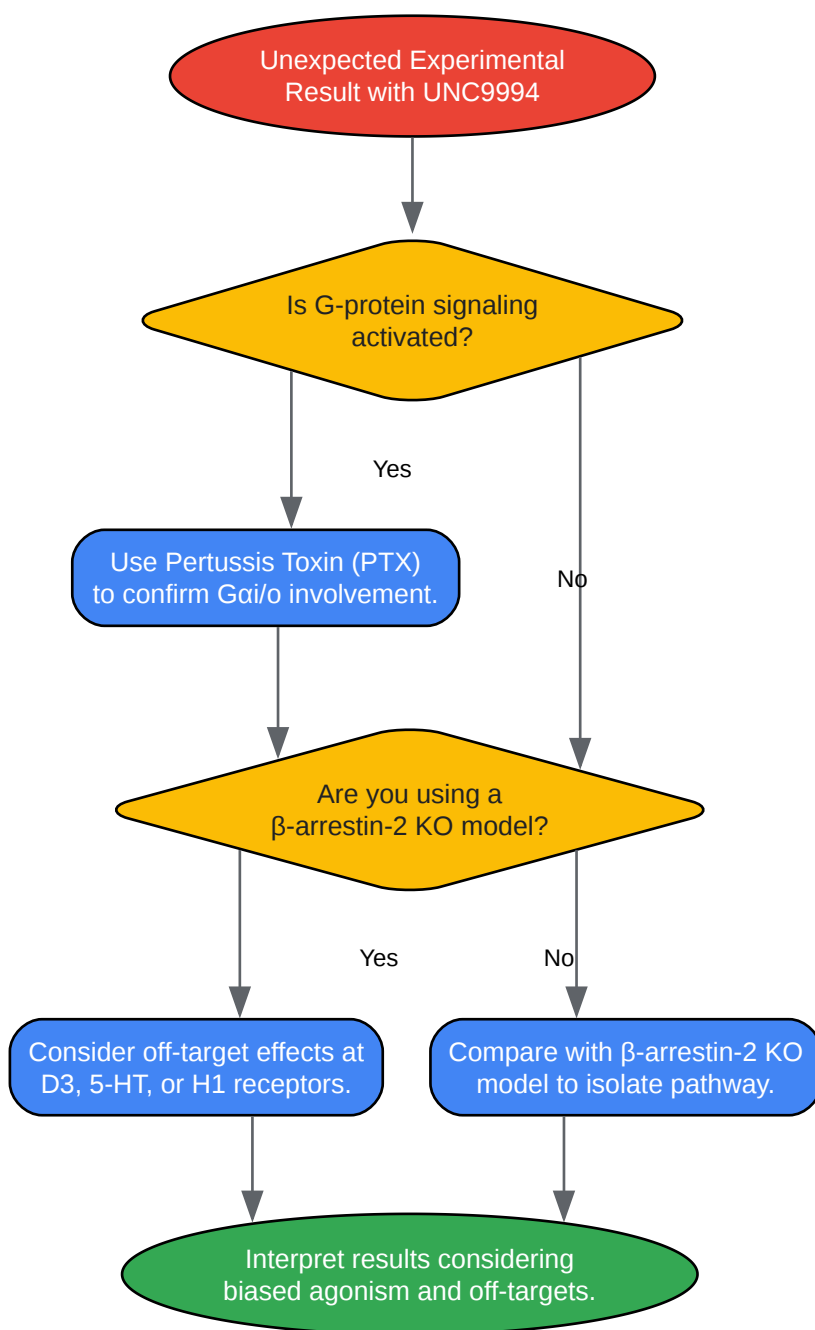 Unexpected Experimental
Result with UNC9994
Is G-protein signaling
activated?
Yes
Use Pertussis Toxin (PTX)
to confirm Gαi/o involvement.
No
Are you using a
β-arrestin-2 KO model?
Yes
No
Consider off-target effects at
D3, 5-HT, or H1 receptors.
Compare with β-arrestin-2 KO
model to isolate pathway.
Interpret results considering
biased agonism and off-targets.